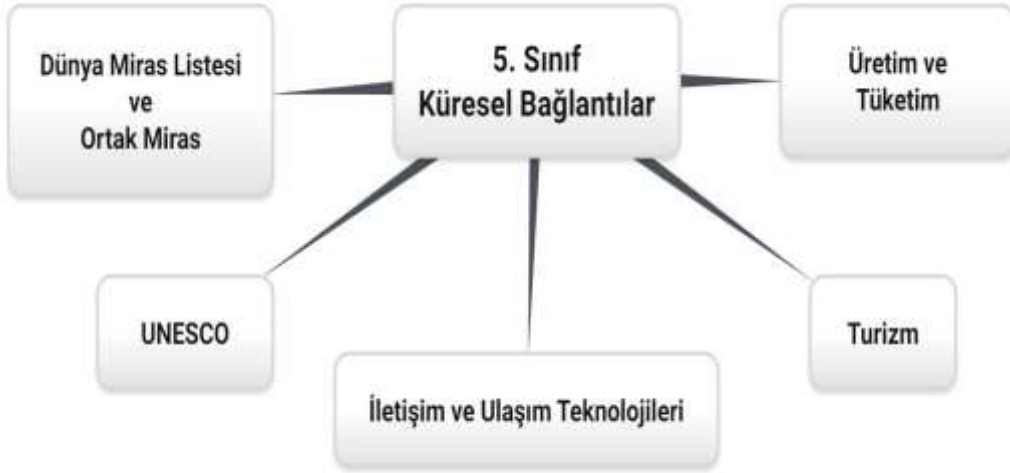 5. Sınıf
Küresel Bağlantılar
Dünya Miras Listesi
ve
Ortak Miras
Üretim ve
Tüketim
UNESCO
Turizm
İletişim ve Ulaşım Teknolojileri